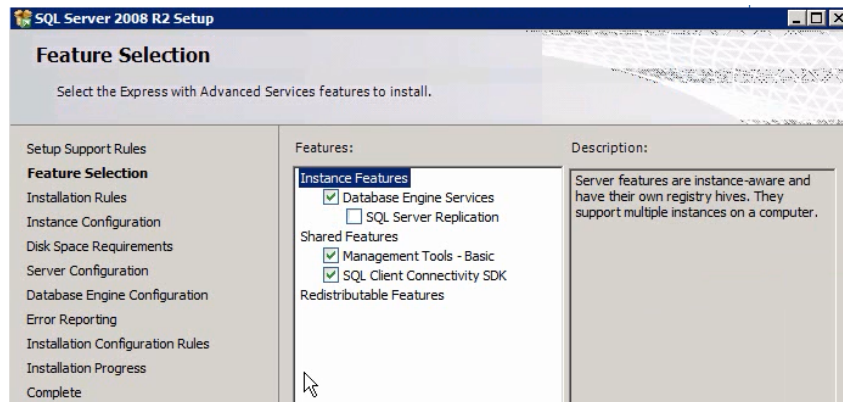 SQL Server 2008 R2 Setup
Feature Selection
Select the Express with Advanced Services features to install.
Setup Support Rules
Feature Selection
Installation Rules
Instance Configuration
Disk Space Requirements
Server Configuration
Database Engine Configuration
Error Reporting
Installation Configuration Rules
Installation Progress
Complete
Features:
Instance Features
Database Engine Services
SQL Server Replication
Shared Features
Management Tools - Basic
SQL Client Connectivity SDK
Redistributable Features
Description:
Server features are instance-aware and
have their own registry hives. They
support multiple instances on a computer.